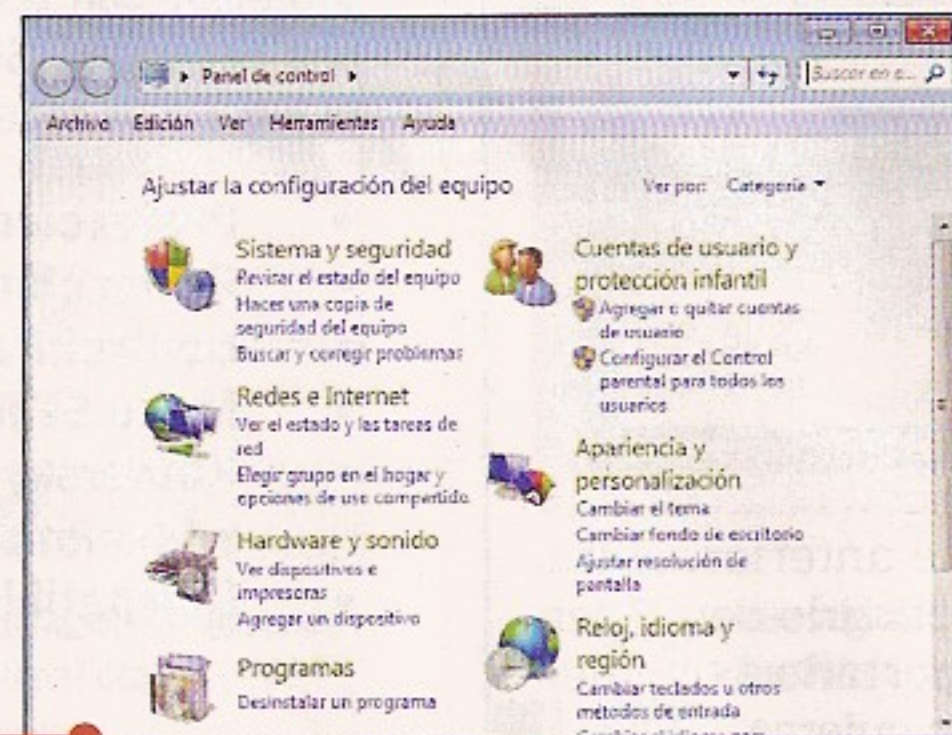 Panel de control
Buscar en e...
Archivo Edición Ver Herramientas Ayuda
Ajustar la configuración del equipo
Ver por: Categoría
Sistema y seguridad
Revisar el estado del equipo
Hacer una copia de
seguridad del equipo
Buscar y corregir problemas
Redes e Internet
Ver el estado y las tareas de
red
Elegir grupo en el hogar y
opciones de uso compartido
Hardware y sonido
Ver dispositivos e
impresoras
Agregar un dispositivo
Programas
Desinstalar un programa
Cuentas de usuario y
protección infantil
Agregar o quitar cuentas
de usuario
Configurar el Control
parental para todos los
usuarios
Apariencia y
personalización
Cambiar el tema
Cambiar fondo de escritorio
Ajustar resolución de
pantalla
Reloj, idioma y
región
Cambiar teclados u otros
métodos de entrada